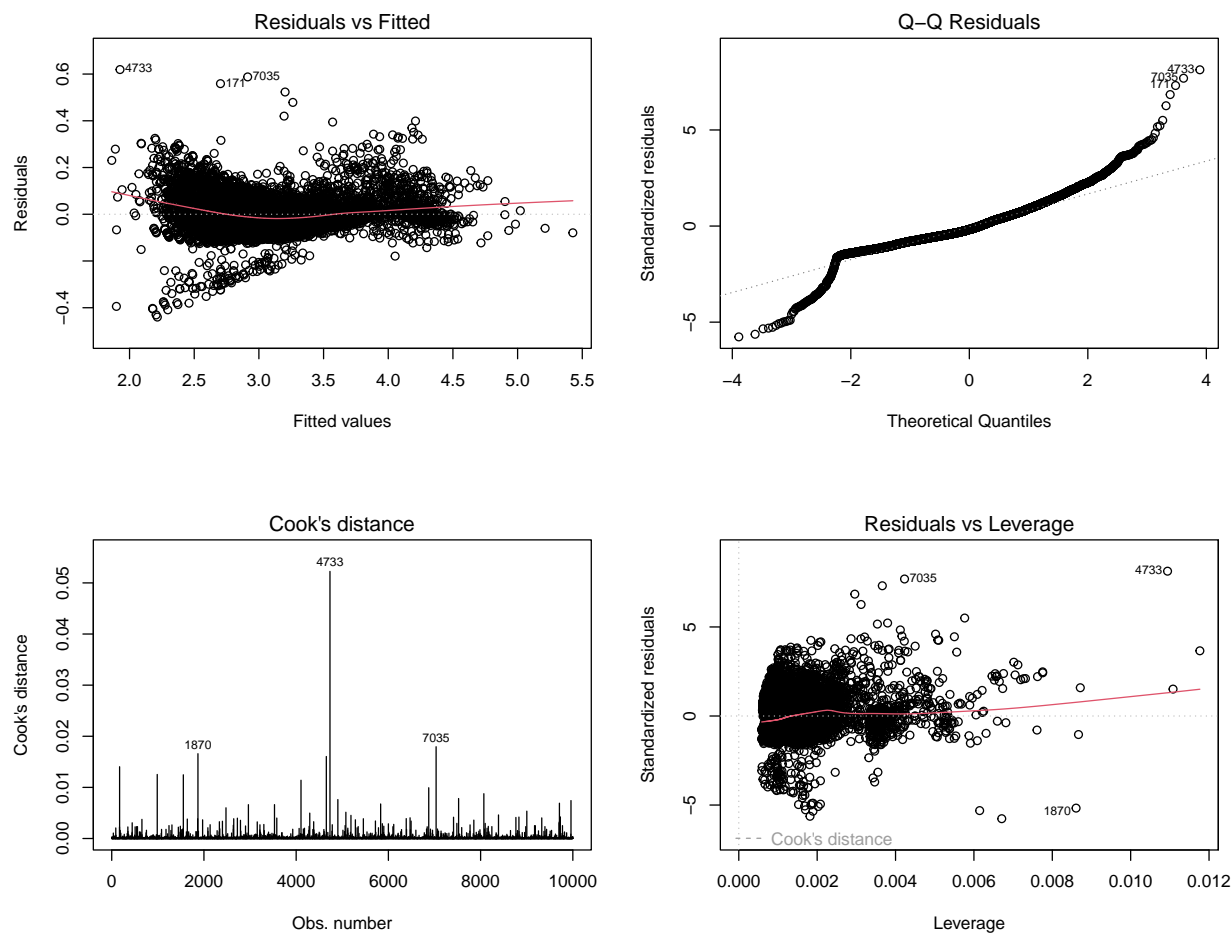 Residuals vs Fitted
Residuals
−0.4
0.0
0.2
0.4
0.6
4733
171
7035
2.0 2.5 3.0 3.5 4.0 4.5 5.0 5.5
Fitted values
Q−Q Residuals
Standardized residuals
−5
0
5
4733
7035
171
−4 −2 0 2 4
Theoretical Quantiles
Cook's distance
Cook's distance
0.00
0.01
0.02
0.03
0.04
0.05
4733
1870
7035
0 2000 4000 6000 8000 10000
Obs. number
Residuals vs Leverage
Standardized residuals
−5
0
5
7035
4733
1870
Cook's distance
0.000 0.002 0.004 0.006 0.008 0.010 0.012
Leverage